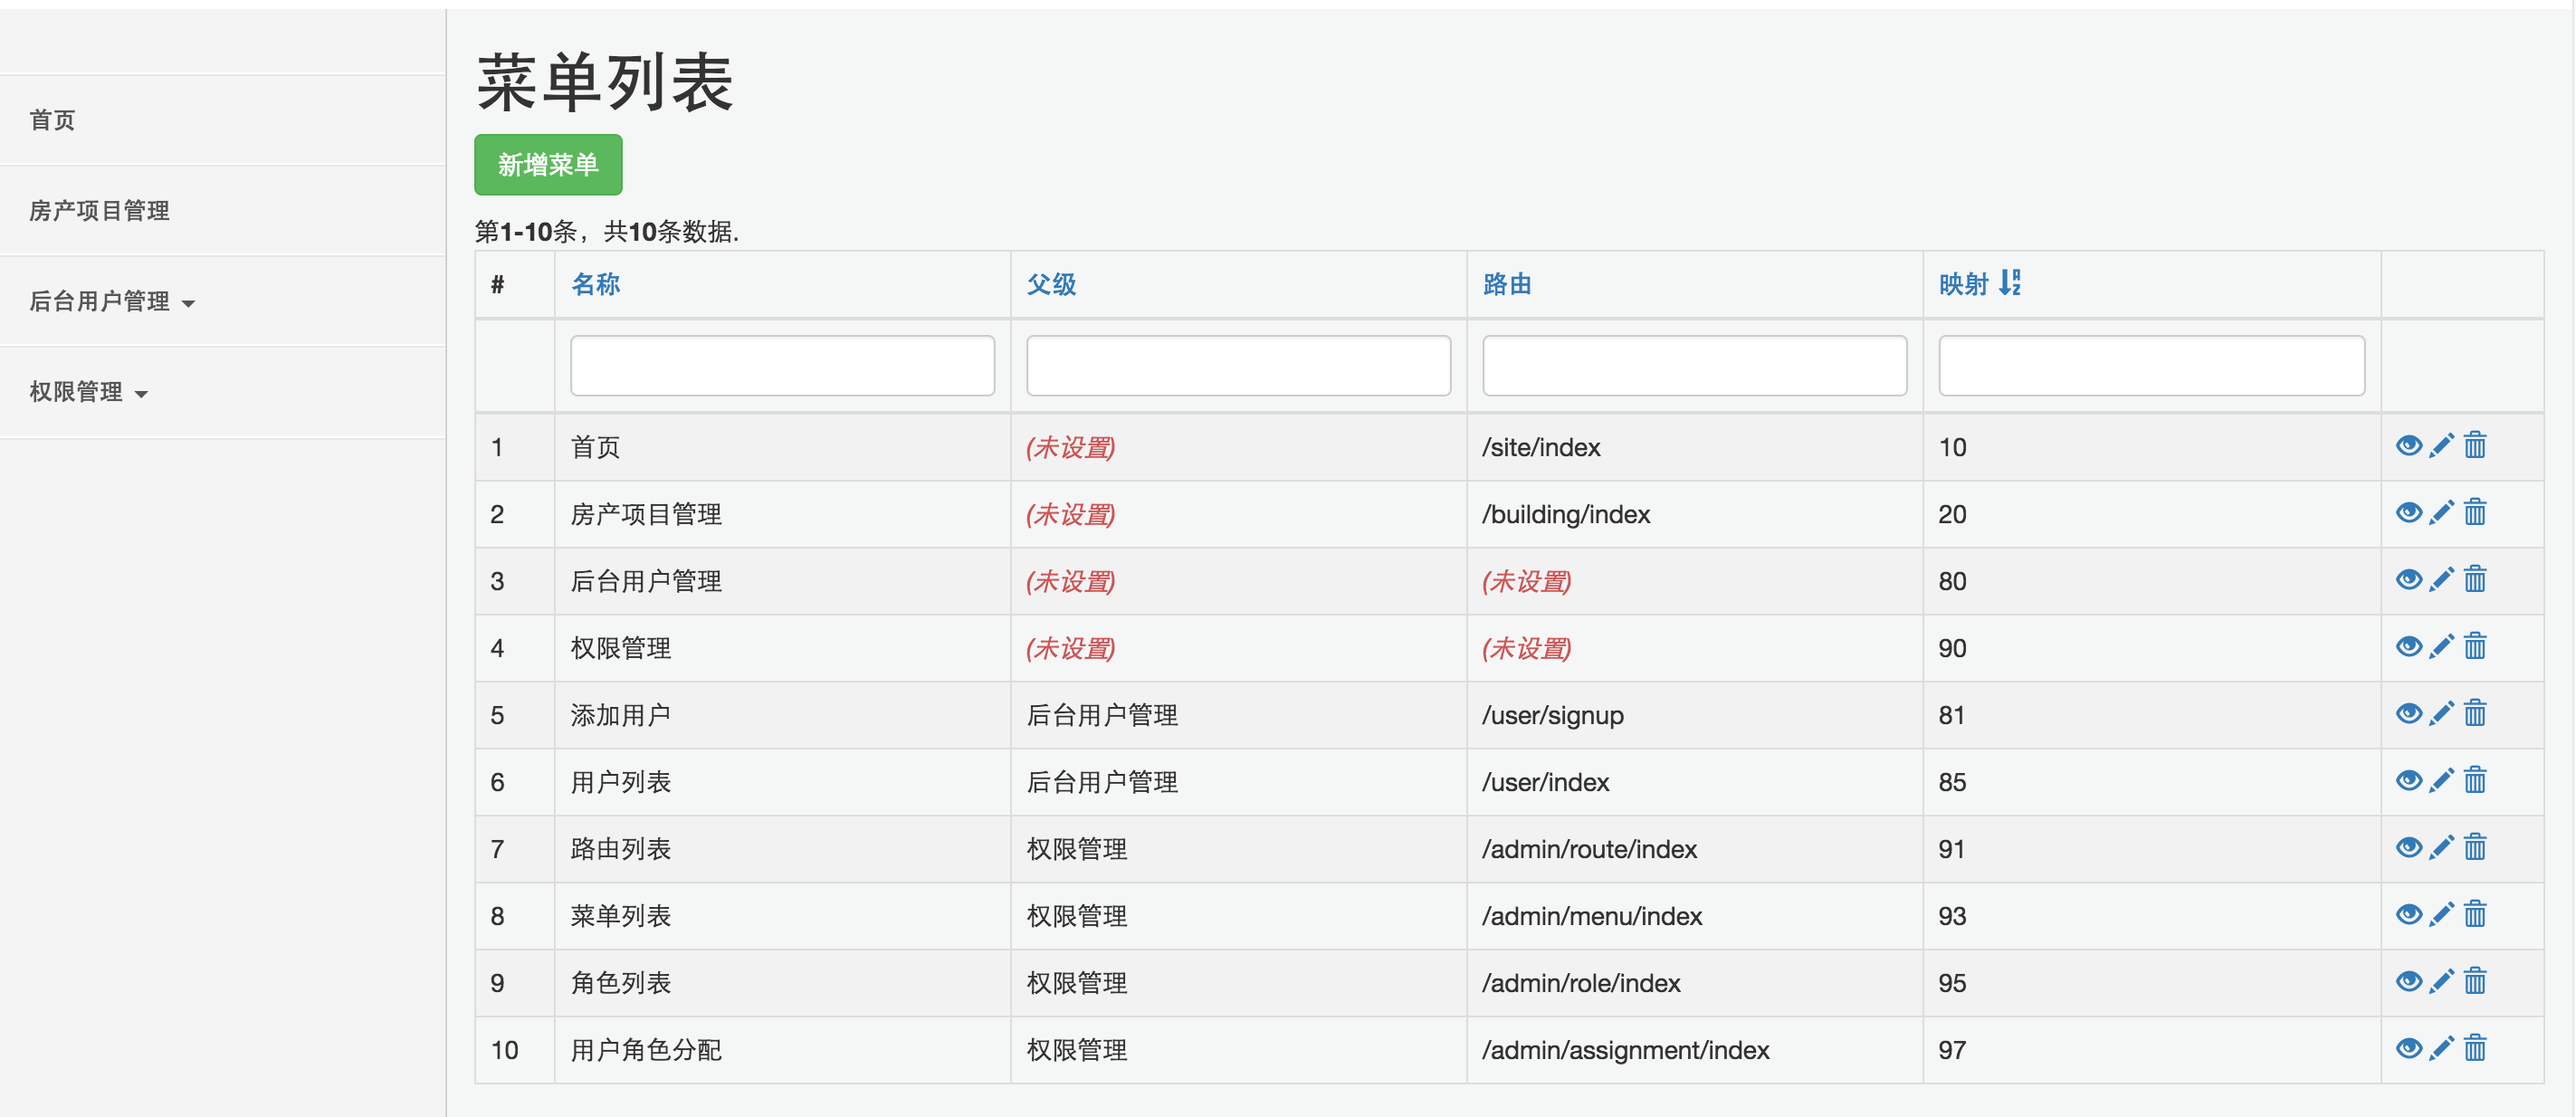 首页
房产项目管理
后台用户管理
权限管理
菜单列表
新增菜单
第1-10条，共10条数据.
# 名称 父级 路由 映射
1 首页 (未设置) /site/index 10
2 房产项目管理 (未设置) /building/index 20
3 后台用户管理 (未设置) (未设置) 80
4 权限管理 (未设置) (未设置) 90
5 添加用户 后台用户管理 /user/signup 81
6 用户列表 后台用户管理 /user/index 85
7 路由列表 权限管理 /admin/route/index 91
8 菜单列表 权限管理 /admin/menu/index 93
9 角色列表 权限管理 /admin/role/index 95
10 用户角色分配 权限管理 /admin/assignment/index 97